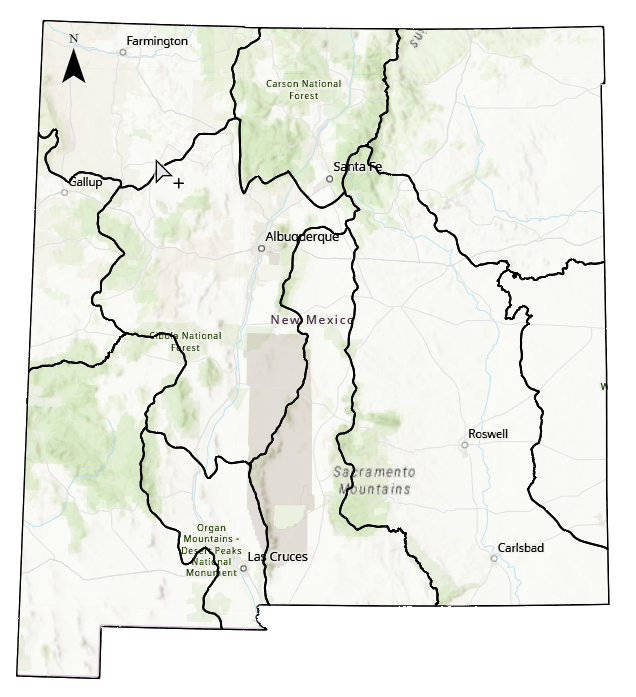 Farmington
N
Carson National
Forest
Santa Fe
Gallup
Albuquerque
New Mexico
Cibola National
Forest
Roswell
Sacramento
Mountains
Organ
Mountains -
Desert Peaks
National
Monument
Las Cruces
Carlsbad